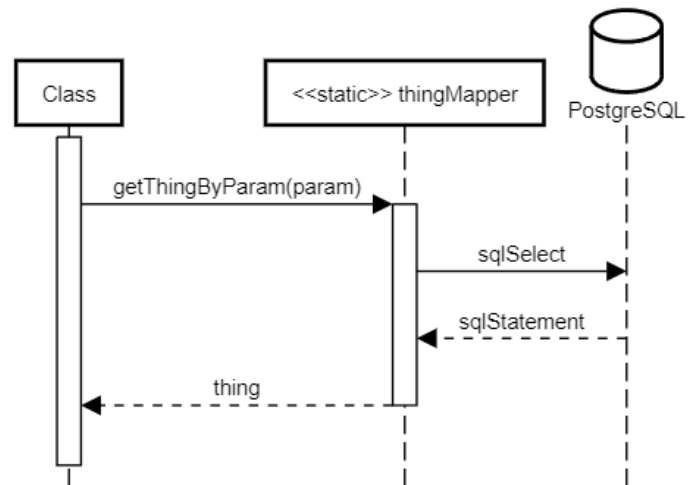 Class
<<static>> thingMapper
PostgreSQL
getThingByParam(param)
sqlSelect
sqlStatement
thing